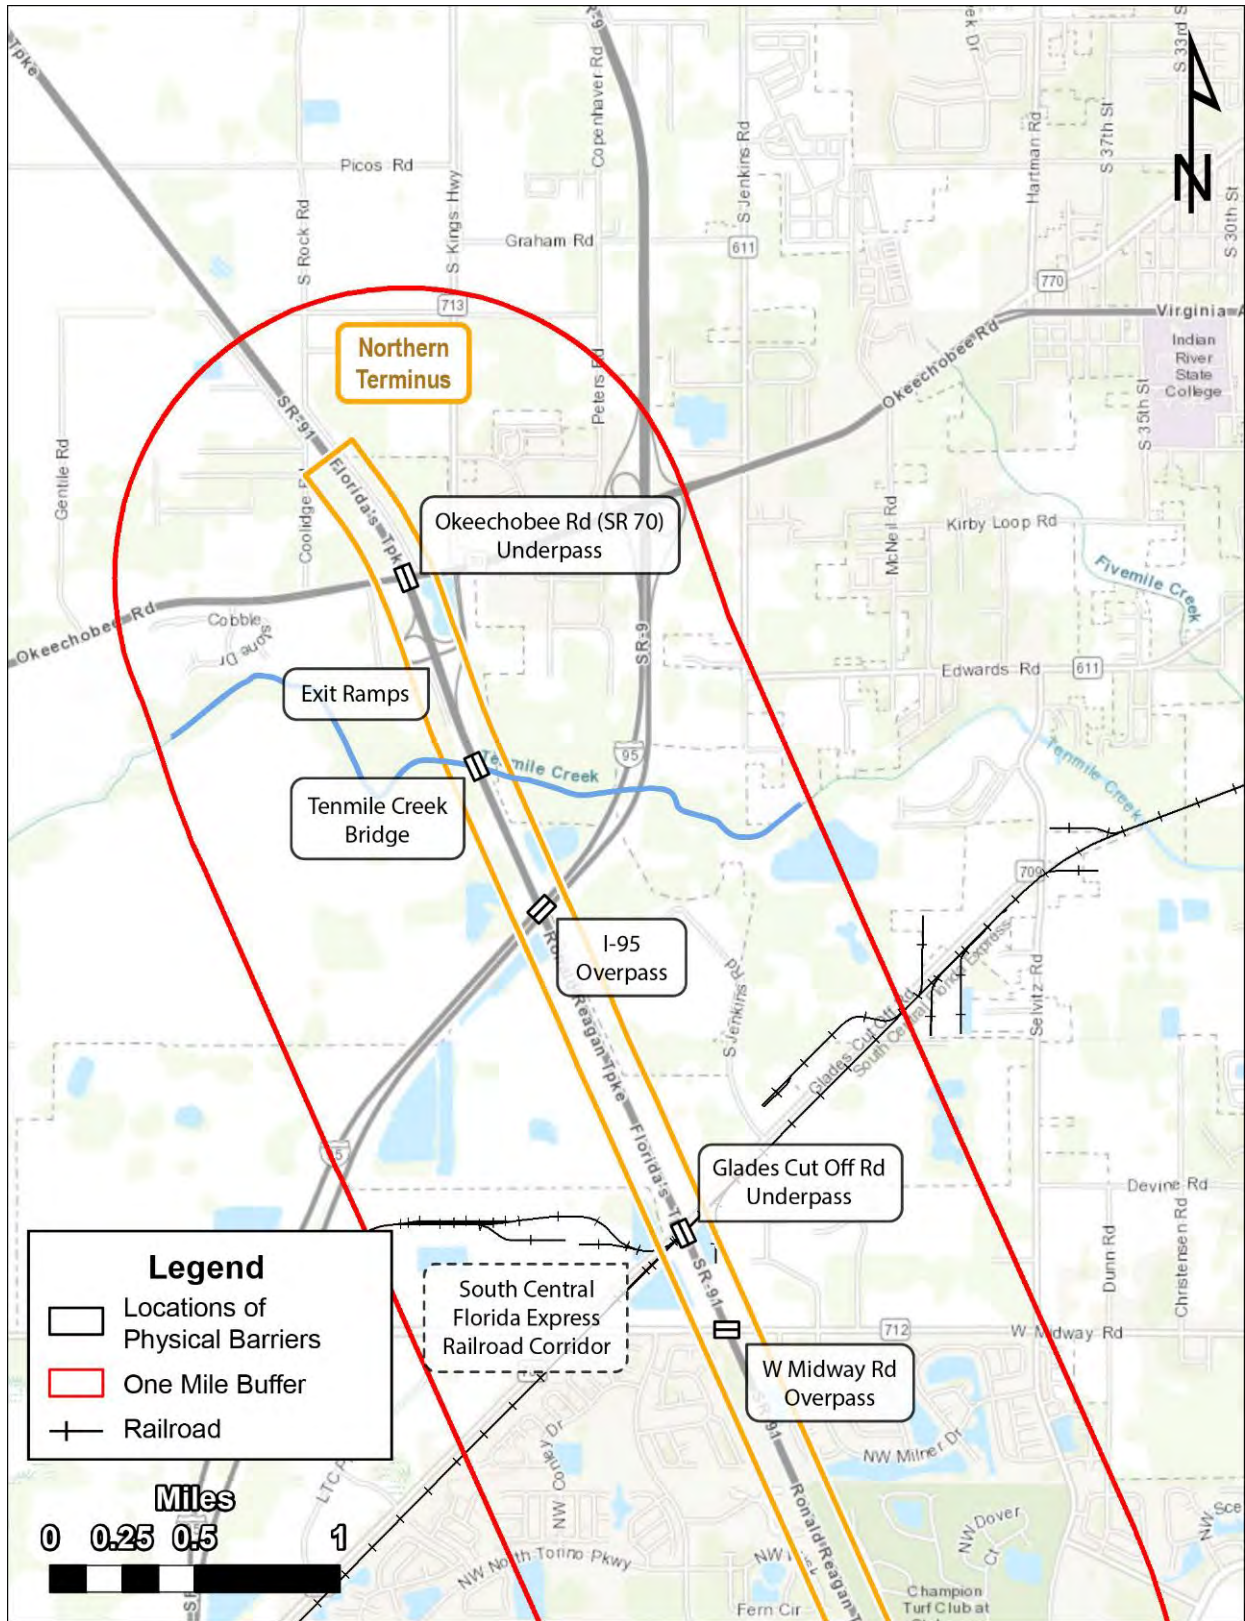 Tpke
R-9
Copenhaver Rd
S Jenkins Rd
Hartman Rd
S 37th St
S 33rd S
S 30th St
N
Picos Rd
S Rock Rd
S Kings Hwy
Graham Rd
611
770
713
Virginia A
Indian
River
State
College
Northern
Terminus
Peters Rd
Okeechobee Rd
S 35th St
SR-91
Gentile Rd
Coolidge
Florida's Tpke
Okeechobee Rd (SR 70)
Underpass
McNeil Rd
Kirby Loop Rd
Fivemile Creek
Okeechobee Rd
Cobble
stone Dr
SR-9
Edwards Rd
611
Exit Ramps
95
Tenmile Creek
Tenmile Creek
Tenmile Creek
Bridge
709
I-95
Overpass
Ronald Reagan Tpke
S Jenkins Rd
Glades Cut Off Rd
South Central Florida Express
Selvitz Rd
Florida's T
Glades Cut Off Rd
Underpass
Devine Rd
Dunn Rd
Christensen Rd
South Central
Florida Express
Railroad Corridor
SR-91
712
W Midway Rd
W Midway Rd
Overpass
SR-91
Legend
Locations of
Physical Barriers
One Mile Buffer
Railroad
Miles
0 0.25 0.5 1
NW Conley Dr
NW North Torino Pkwy
NW Milner Dr
NW Dover
Ct
NW Sce
Ronald Reagan T
Fern Cir
Champion
Turf Club at